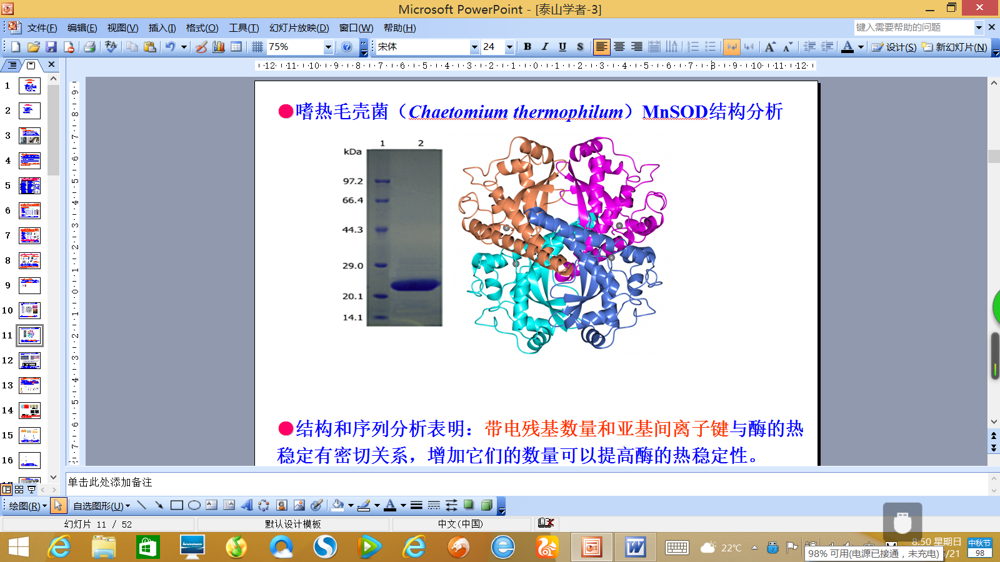 Microsoft PowerPoint - [泰山学者-3]
文件(F) 编辑(E) 视图(V) 插入(I) 格式(O) 工具(T) 幻灯片放映(D) 窗口(W) 帮助(H) 键入需要帮助的问题
75% 宋体 24 B I U S A A A 设计(S) 新幻灯片(N)
·12·11·10·9·8·7·6·5·4·3·2·1·0·1·2·3·4·5·6·7·8·9·10·11·12·
1
2
3
4
5
6
7
8
9
10
11
12
13
14
15
16
●嗜热毛壳菌（Chaetomium thermophilum）MnSOD结构分析
1 2
kDa
97.2
66.4
44.3
29.0
20.1
14.1
●结构和序列分析表明：带电残基数量和亚基间离子键与酶的热
稳定有密切关系，增加它们的数量可以提高酶的热稳定性。
单击此处添加备注
绘图(R) 自选图形(U) A
幻灯片 11 / 52 默认设计模板 中文(中国)
22℃ 8:50 星期日 中秋节
98% 可用(电源已接通，未充电) /21 98